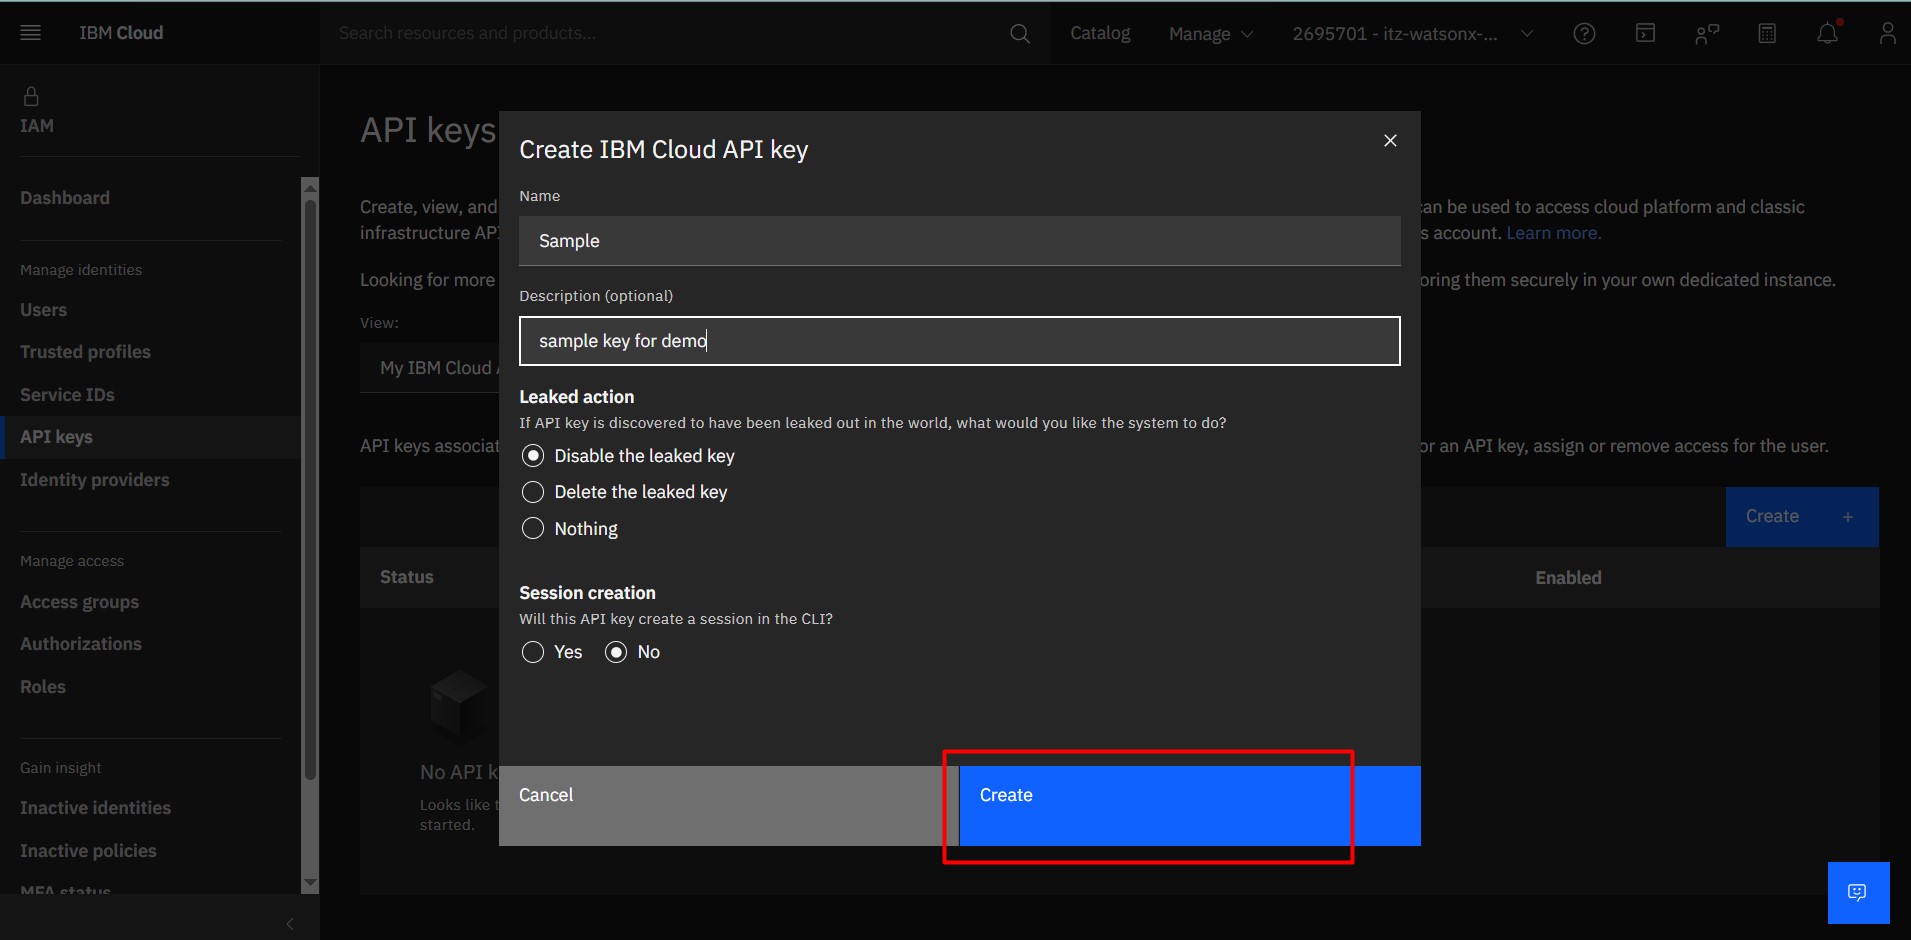 IBM Cloud
Search resources and products...
Catalog
Manage
2695701 - itz-watsonx-...
IAM
Dashboard
Manage identities
Users
Trusted profiles
Service IDs
API keys
Identity providers
Manage access
Access groups
Authorizations
Roles
Gain insight
Inactive identities
Inactive policies
MFA status
API keys
Create, view, and
can be used to access cloud platform and classic
infrastructure AP
s account. Learn more.
Looking for more
oring them securely in your own dedicated instance.
View:
My IBM Cloud
API keys associat
or an API key, assign or remove access for the user.
Create +
Status
Enabled
No API k
Looks like t
started.
Create IBM Cloud API key
Name
Sample
Description (optional)
sample key for demo
Leaked action
If API key is discovered to have been leaked out in the world, what would you like the system to do?
Disable the leaked key
Delete the leaked key
Nothing
Session creation
Will this API key create a session in the CLI?
Yes
No
Cancel
Create